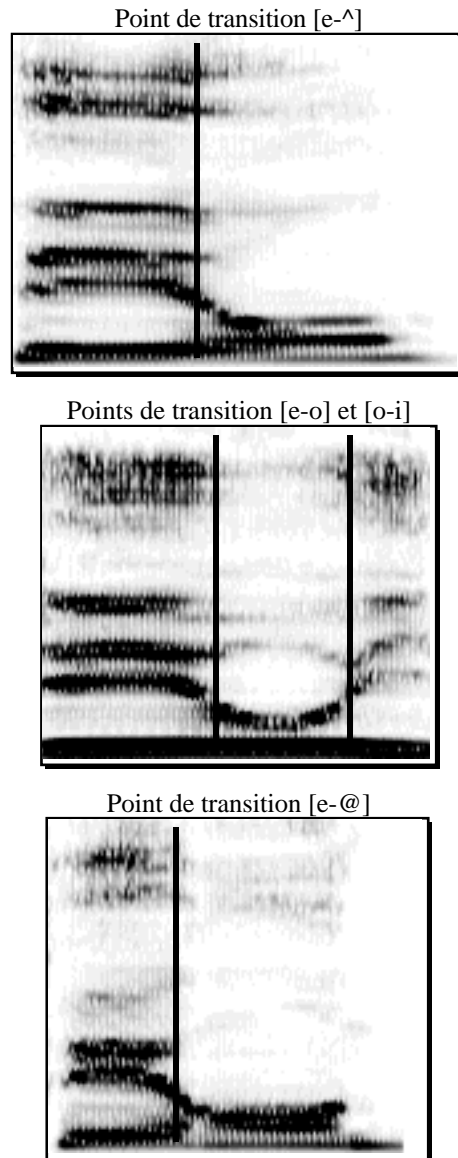 Point de transition [e-^]
Points de transition [e-o] et [o-i]
Point de transition [e-@]